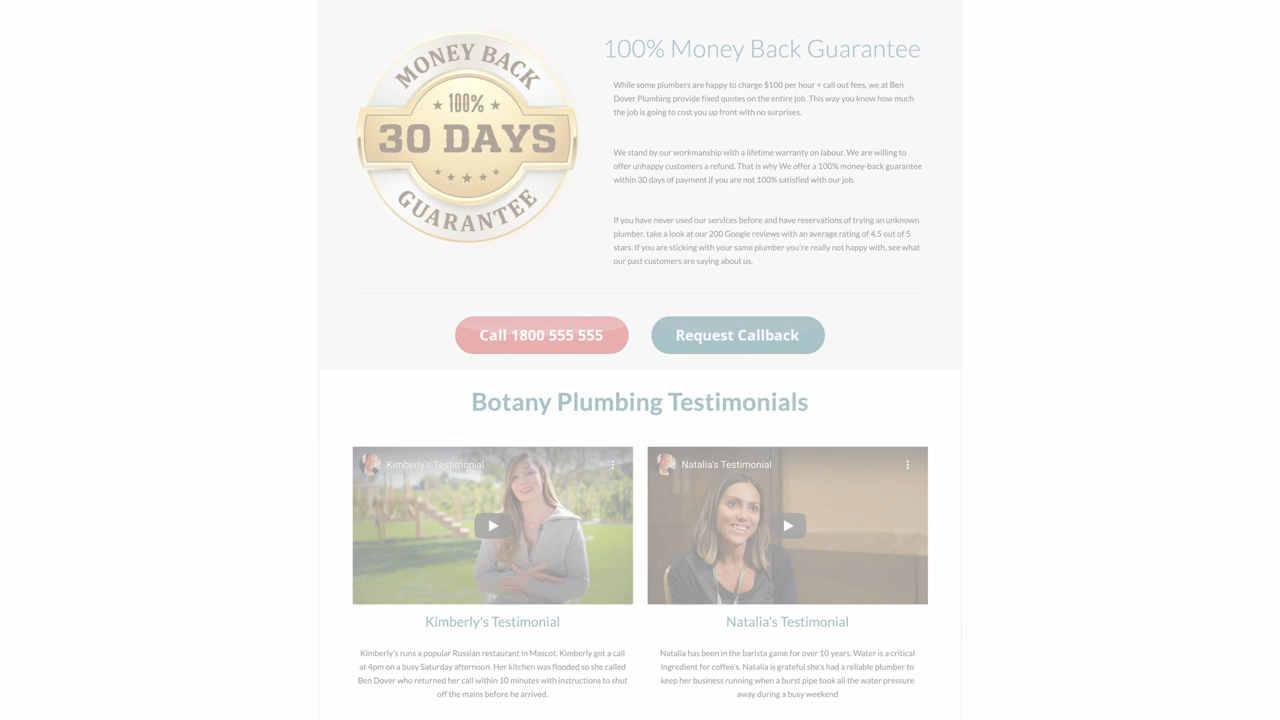 MONEY BACK
100%
30 DAYS
GUARANTEE
100% Money Back Guarantee
While some plumbers are happy to charge $100 per hour + call out fees, we at Ben
Dover Plumbing provide fixed quotes on the entire job. This way you know how much
the job is going to cost you up front with no surprises.
We stand by our workmanship with a lifetime warranty on labour. We are willing to
offer unhappy customers a refund. That is why We offer a 100% money-back guarantee
within 30 days of payment if you are not 100% satisfied with our job.
If you have never used our services before and have reservations of trying an unknown
plumber, take a look at our 200 Google reviews with an average rating of 4.5 out of 5
stars. If you are sticking with your same plumber you're really not happy with, see what
our past customers are saying about us.
Call 1800 555 555
Request Callback
Botany Plumbing Testimonials
Kimberly's Testimonial
Natalia's Testimonial
Kimberly's Testimonial
Kimberly's runs a popular Russian restaurant in Mascot. Kimberly got a call
at 4pm on a busy Saturday afternoon. Her kitchen was flooded so she called
Ben Dover who returned her call within 10 minutes with instructions to shut
off the mains before he arrived.
Natalia's Testimonial
Natalia has been in the barista game for over 10 years. Water is a critical
ingredient for coffee's. Natalia is grateful she's had a reliable plumber to
keep her business running when a burst pipe took all the water pressure
away during a busy weekend